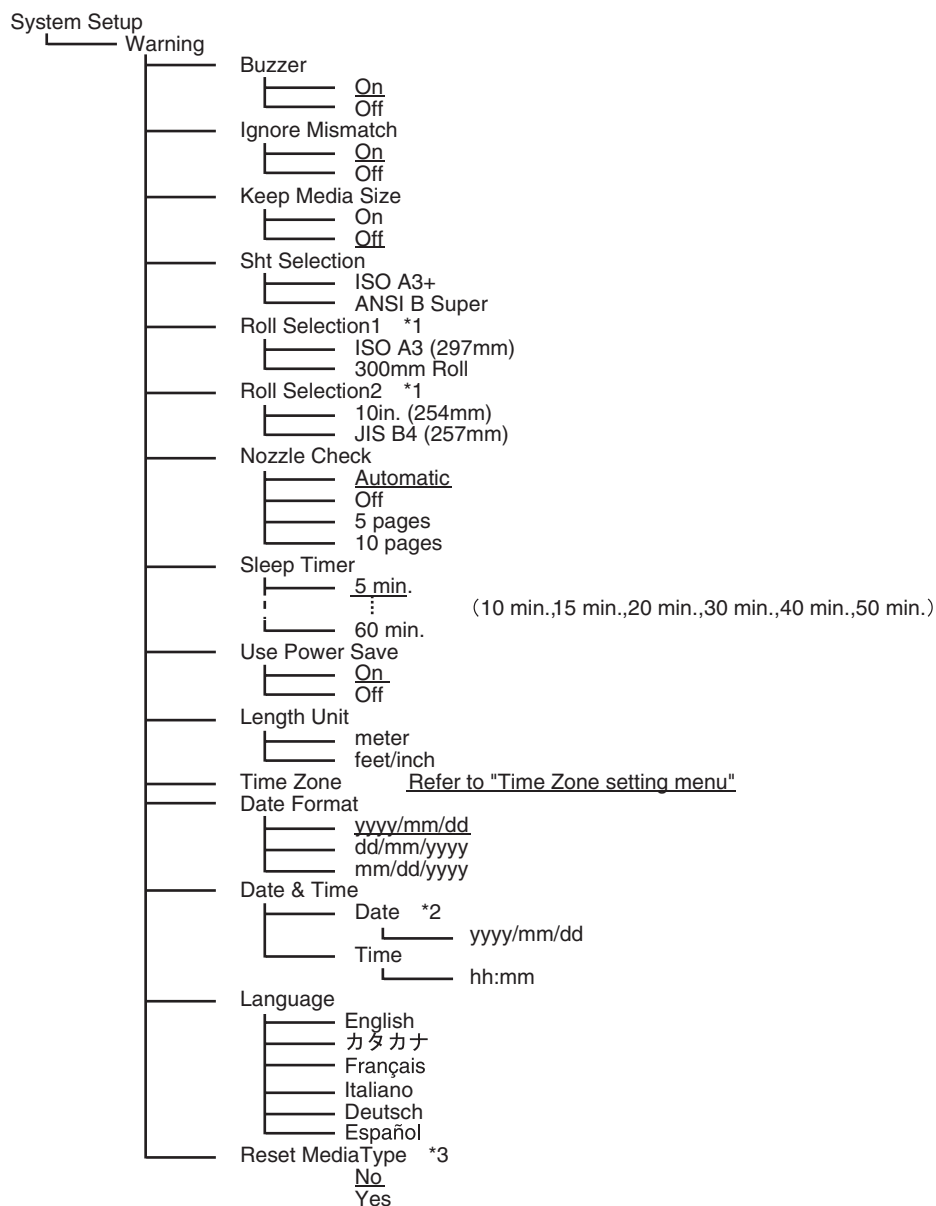 System Setup
Warning
Buzzer
On
Off
Ignore Mismatch
On
Off
Keep Media Size
On
Off
Sht Selection
ISO A3+
ANSI B Super
Roll Selection1 *1
ISO A3 (297mm)
300mm Roll
Roll Selection2 *1
10in. (254mm)
JIS B4 (257mm)
Nozzle Check
Automatic
Off
5 pages
10 pages
Sleep Timer
5 min.
(10 min.,15 min.,20 min.,30 min.,40 min.,50 min.)
60 min.
Use Power Save
On
Off
Length Unit
meter
feet/inch
Time Zone Refer to "Time Zone setting menu"
Date Format
yyyy/mm/dd
dd/mm/yyyy
mm/dd/yyyy
Date & Time
Date *2
yyyy/mm/dd
Time
hh:mm
Language
English
カタカナ
Français
Italiano
Deutsch
Español
Reset MediaType *3
No
Yes